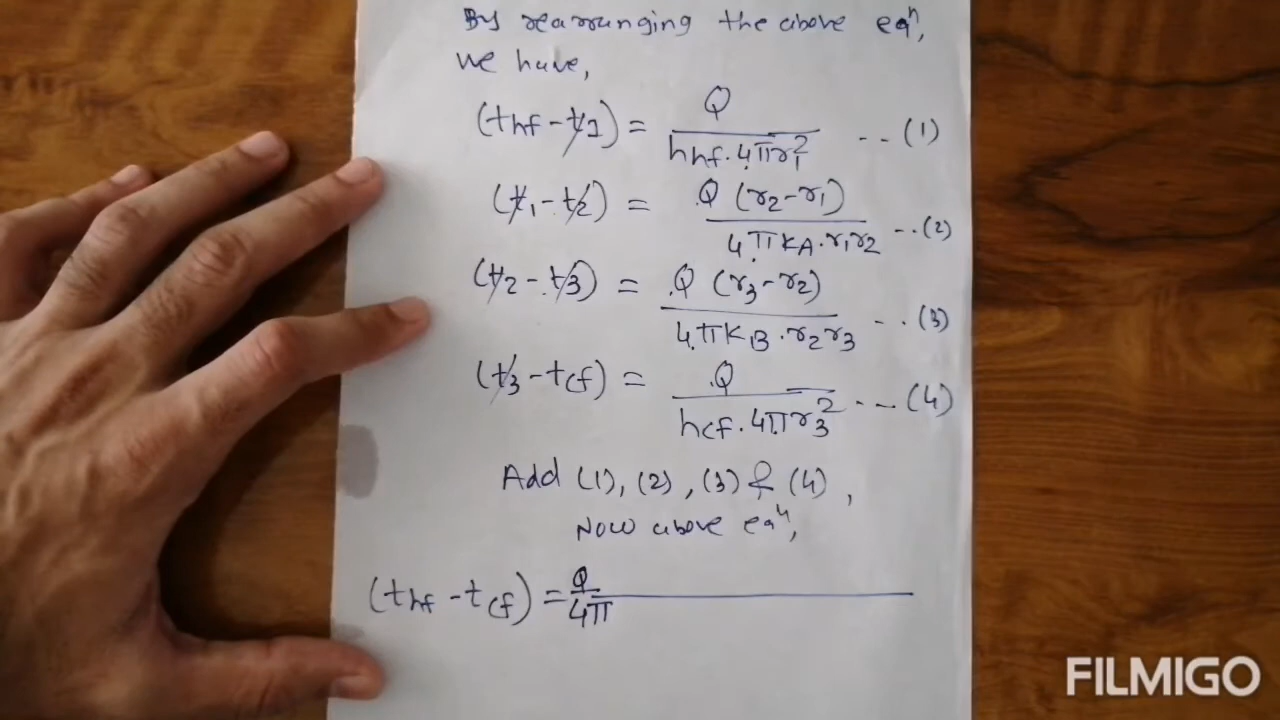 By rearranging the above eqⁿ,
we have,
(thf - t1) = Q / hhf · 4πr₁² -- (1)
(t₁ - t2) = Q (r₂ - r₁) / 4πKA · r₁r₂ -- (2)
(t2 - t3) = Q (r₃ - r₂) / 4πKB · r₂r₃ -- (3)
(t3 - tcf) = Q / hcf · 4πr₃² -- (4)
Add (1), (2), (3) & (4),
Now above eqⁿ,
(thf - tcf) = Q / 4π
FILMIGO